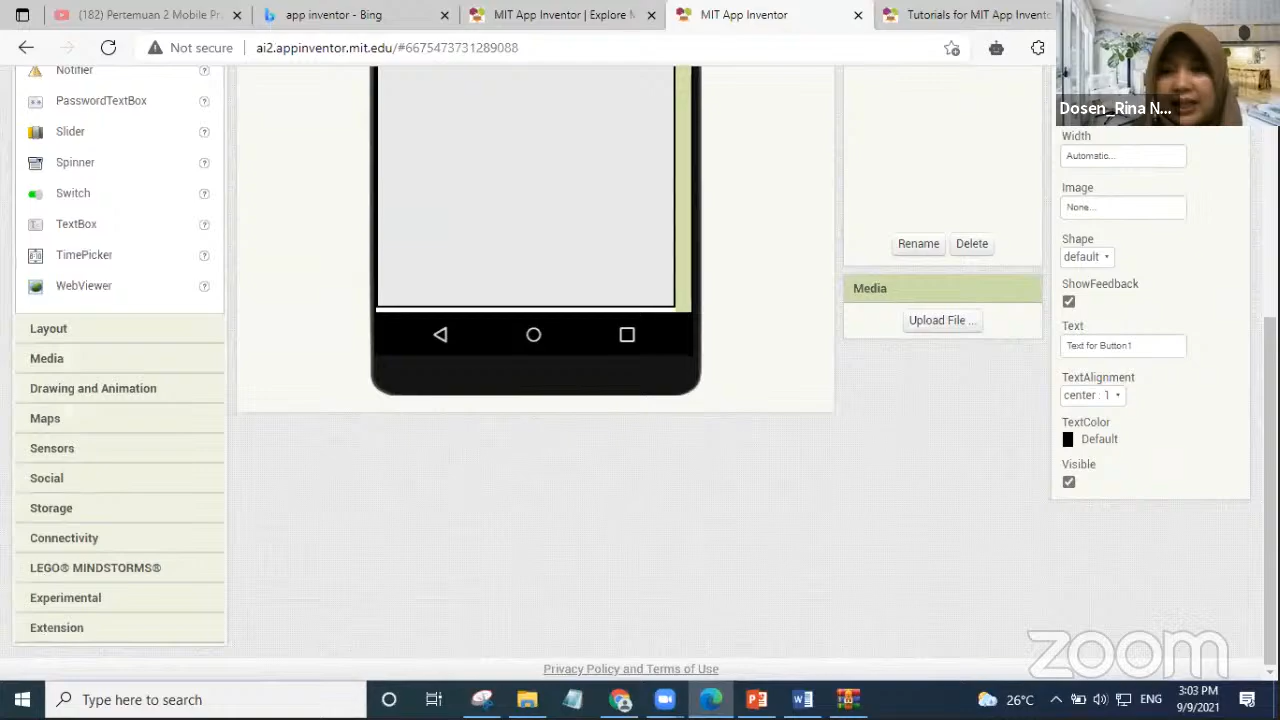 (182) Pertemuan 2 Mobile Pr
app inventor - Bing
MIT App Inventor | Explore M
MIT App Inventor
Tutorials for MIT App Invent
Not secure
ai2.appinventor.mit.edu/#6675473731289088
Dosen_Rina N...
Notifier
PasswordTextBox
Slider
Spinner
Switch
TextBox
TimePicker
WebViewer
Layout
Media
Drawing and Animation
Maps
Sensors
Social
Storage
Connectivity
LEGO® MINDSTORMS®
Experimental
Extension
Rename
Delete
Media
Upload File ...
Width
Automatic...
Image
None...
Shape
default
ShowFeedback
Text
Text for Button1
TextAlignment
center : 1
TextColor
Default
Visible
zoom
Privacy Policy and Terms of Use
Type here to search
26°C
ENG
3:03 PM
9/9/2021